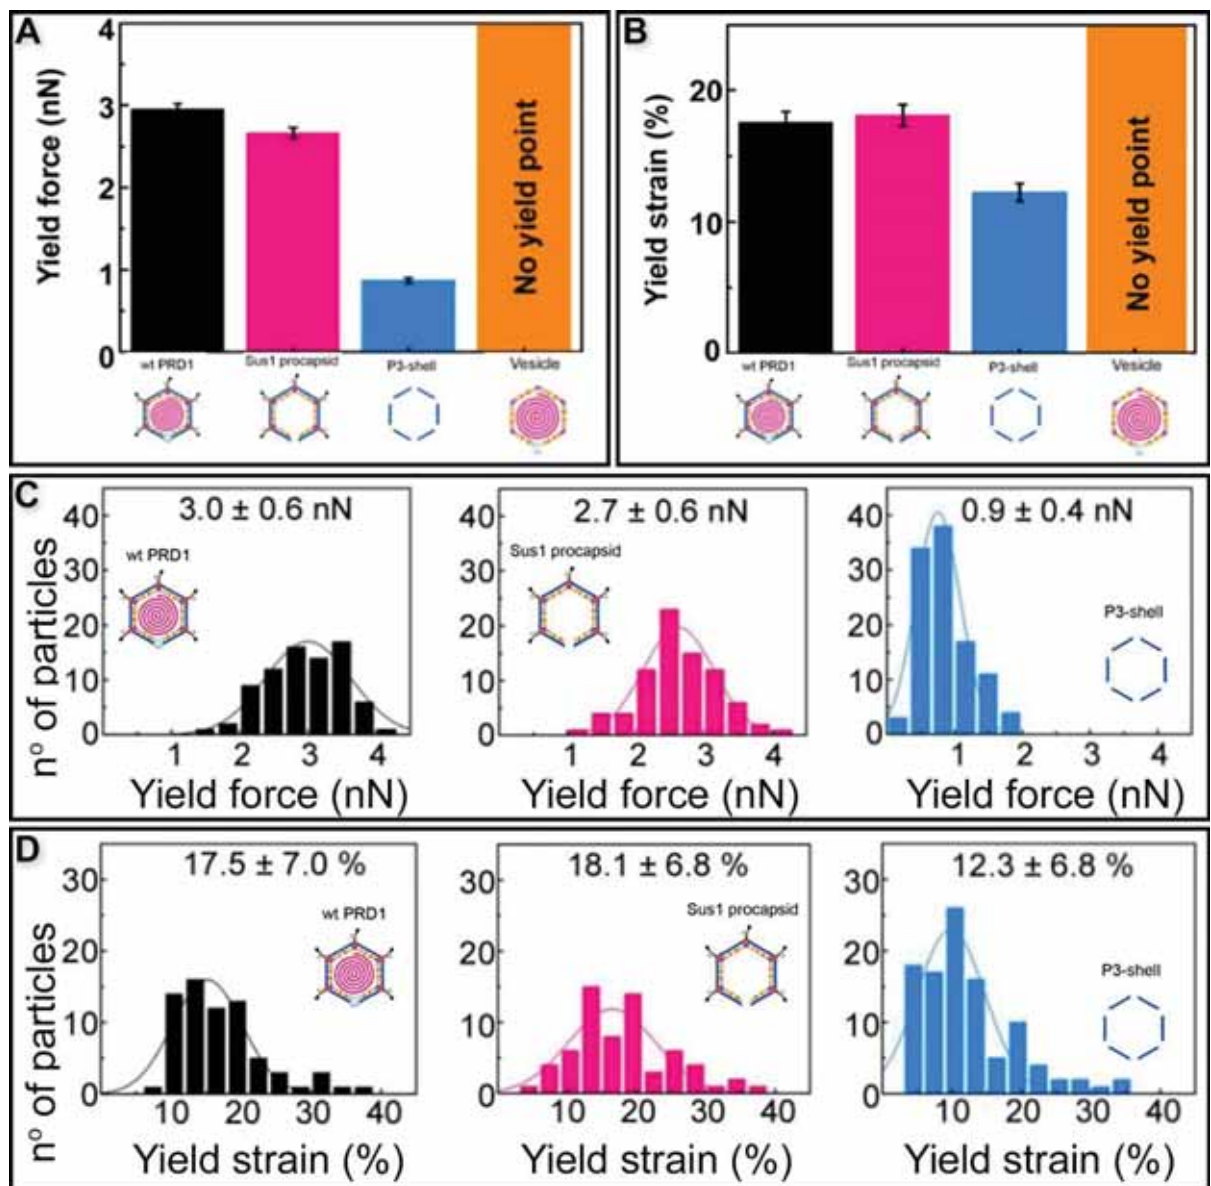 A
Yield force (nN)
4
3
2
1
0
No yield point
wt PRD1
Sus1 procapsid
P3-shell
Vesicle
B
Yield strain (%)
20
10
0
No yield point
wt PRD1
Sus1 procapsid
P3-shell
Vesicle
C
nº of particles
40
30
20
10
0
3.0 ± 0.6 nN
wt PRD1
1 2 3 4
Yield force (nN)
40
30
20
10
0
2.7 ± 0.6 nN
Sus1 procapsid
1 2 3 4
Yield force (nN)
40
30
20
10
0
0.9 ± 0.4 nN
P3-shell
1 2 3 4
Yield force (nN)
D
nº of particles
30
20
10
0
17.5 ± 7.0 %
wt PRD1
10 20 30 40
Yield strain (%)
30
20
10
0
18.1 ± 6.8 %
Sus1 procapsid
10 20 30 40
Yield strain (%)
30
20
10
0
12.3 ± 6.8 %
P3-shell
10 20 30 40
Yield strain (%)